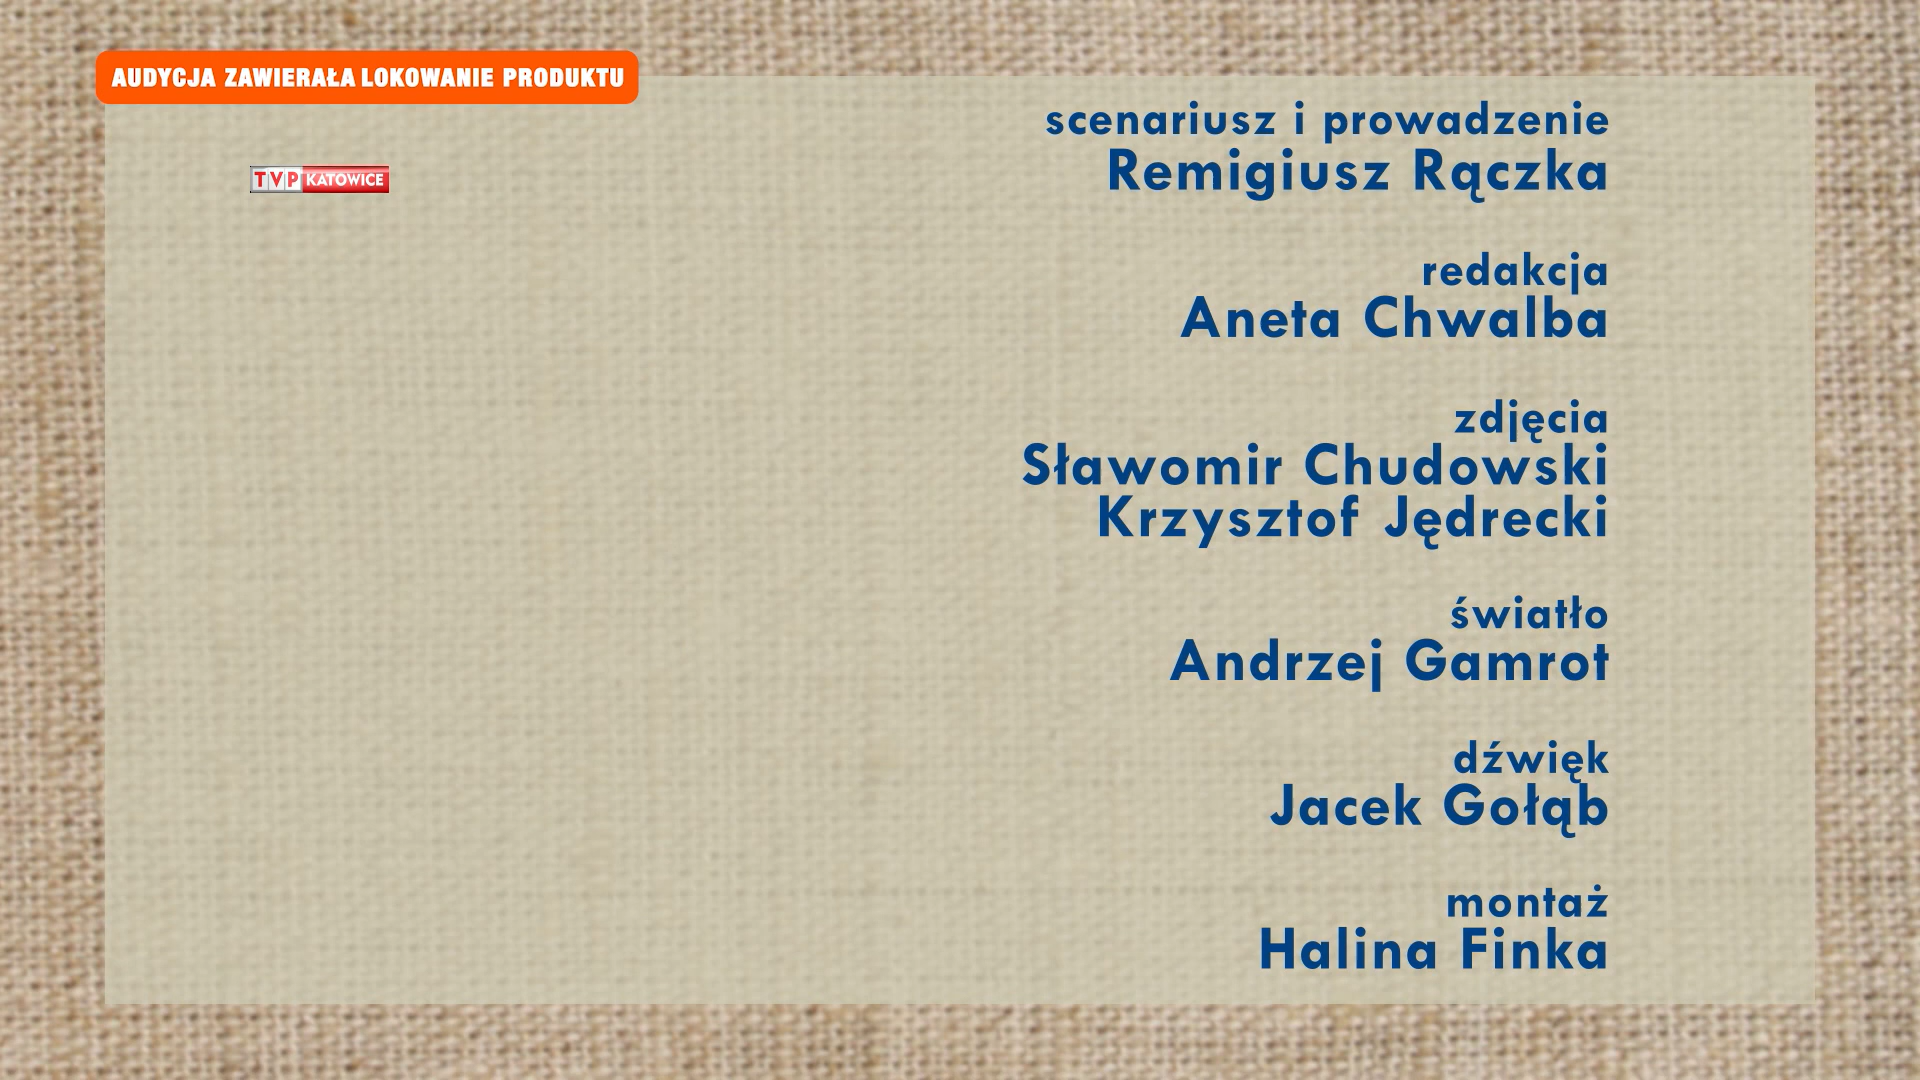 AUDYCJA ZAWIERAŁA LOKOWANIE PRODUKTU
TVP KATOWICE
scenariusz i prowadzenie
Remigiusz Rączka
redakcja
Aneta Chwalba
zdjęcia
Sławomir Chudowski
Krzysztof Jędrecki
światło
Andrzej Gamrot
dźwięk
Jacek Gołąb
montaż
Halina Finka